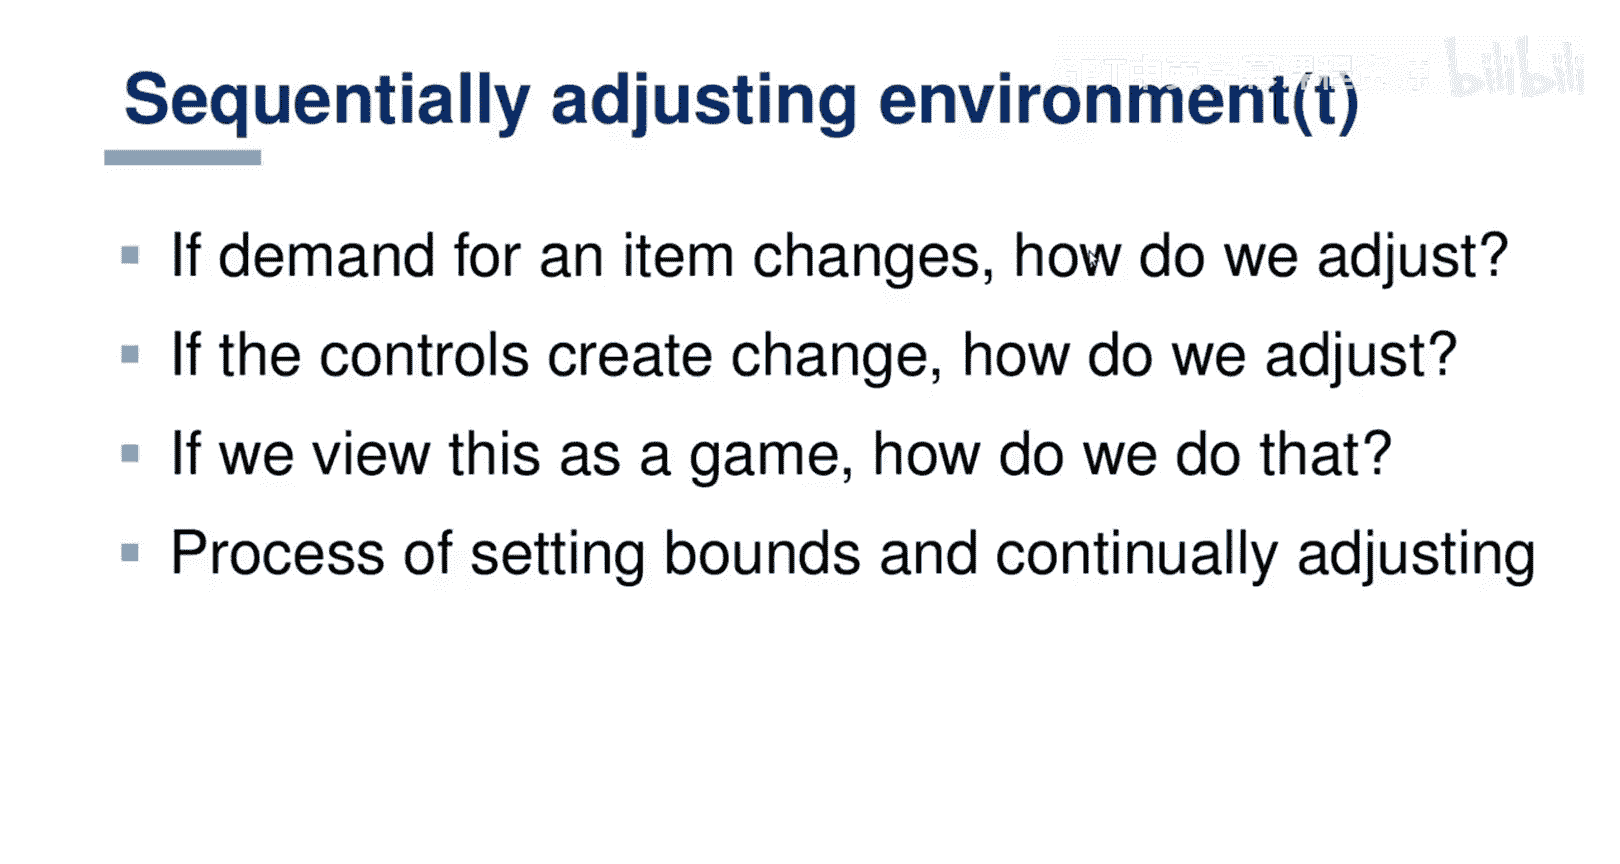 Sequentially adjusting environment(t)
If demand for an item changes, how do we adjust?
If the controls create change, how do we adjust?
If we view this as a game, how do we do that?
Process of setting bounds and continually adjusting
bilibili